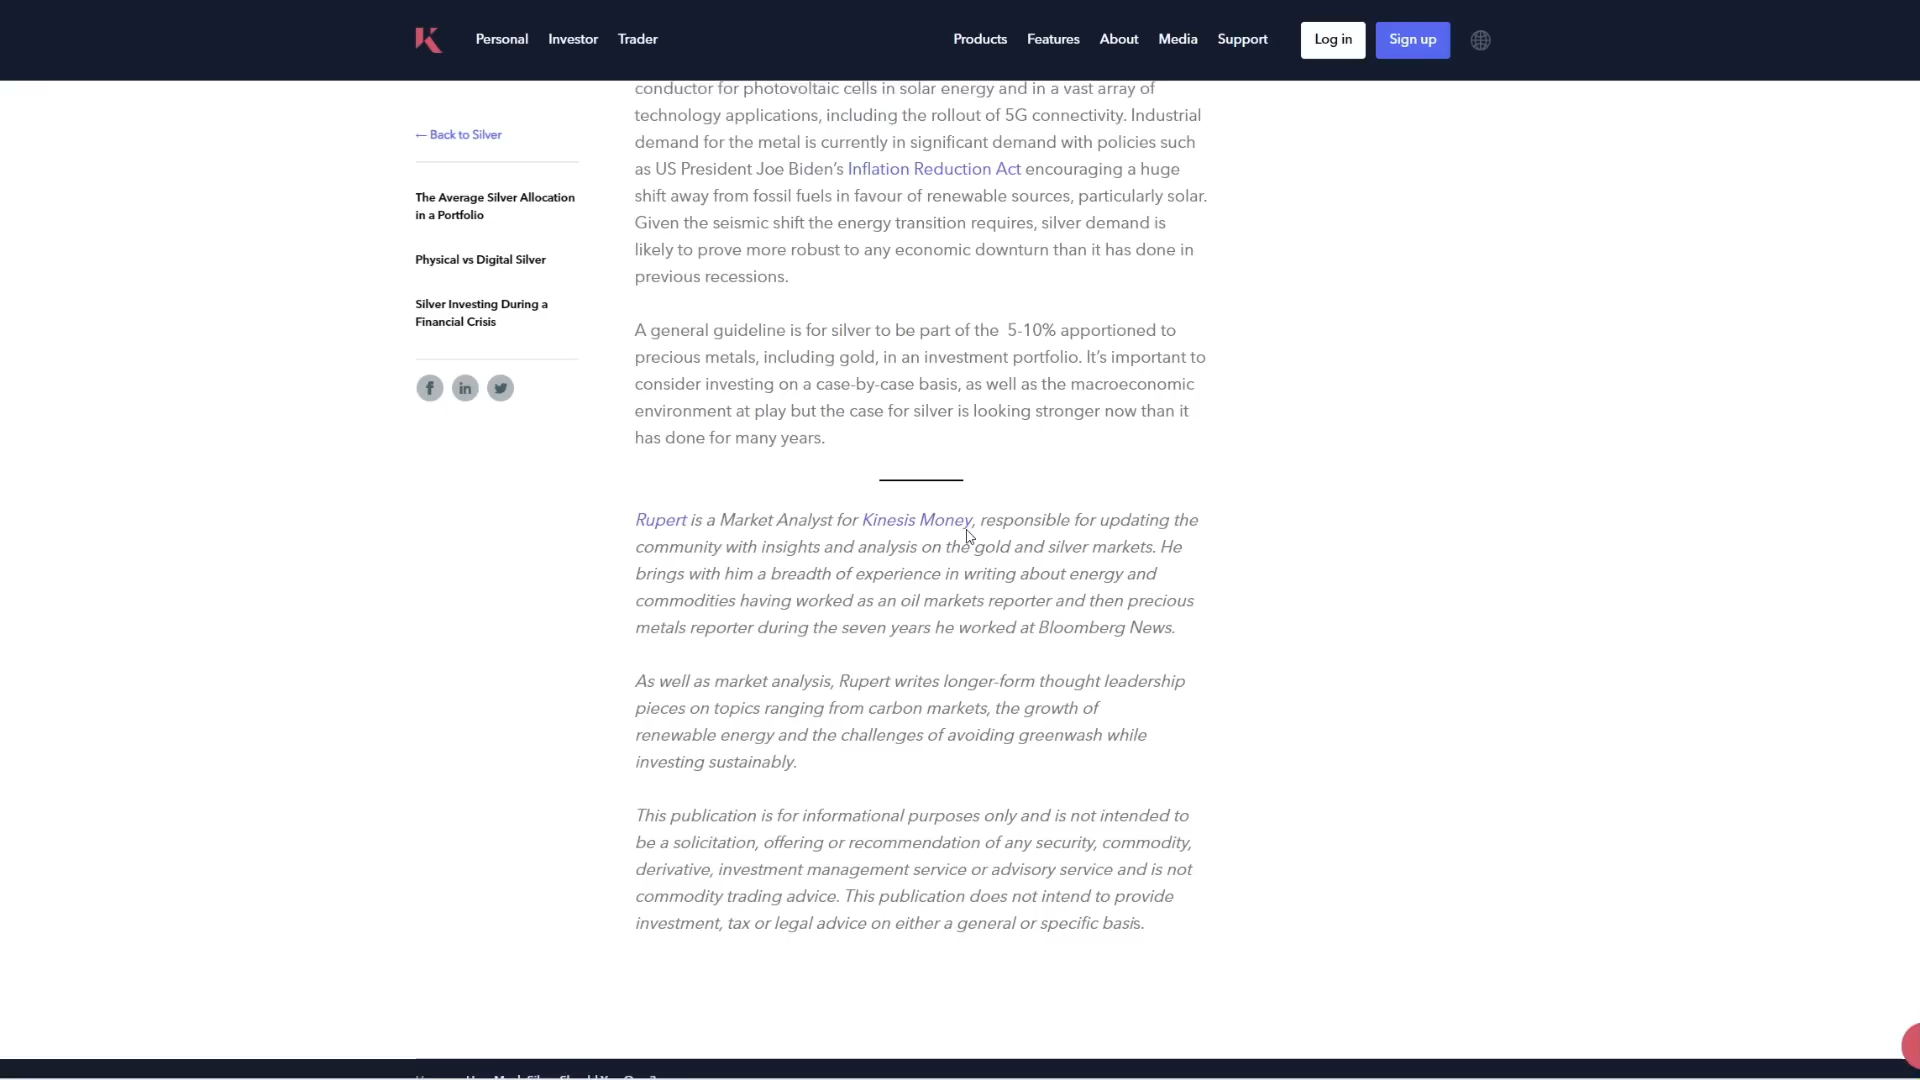 Personal Investor Trader Products Features About Media Support Log in Sign up
← Back to Silver
The Average Silver Allocation
in a Portfolio
Physical vs Digital Silver
Silver Investing During a
Financial Crisis
conductor for photovoltaic cells in solar energy and in a vast array of
technology applications, including the rollout of 5G connectivity. Industrial
demand for the metal is currently in significant demand with policies such
as US President Joe Biden’s Inflation Reduction Act encouraging a huge
shift away from fossil fuels in favour of renewable sources, particularly solar.
Given the seismic shift the energy transition requires, silver demand is
likely to prove more robust to any economic downturn than it has done in
previous recessions.
A general guideline is for silver to be part of the 5-10% apportioned to
precious metals, including gold, in an investment portfolio. It’s important to
consider investing on a case-by-case basis, as well as the macroeconomic
environment at play but the case for silver is looking stronger now than it
has done for many years.
Rupert is a Market Analyst for Kinesis Money, responsible for updating the
community with insights and analysis on the gold and silver markets. He
brings with him a breadth of experience in writing about energy and
commodities having worked as an oil markets reporter and then precious
metals reporter during the seven years he worked at Bloomberg News.
As well as market analysis, Rupert writes longer-form thought leadership
pieces on topics ranging from carbon markets, the growth of
renewable energy and the challenges of avoiding greenwash while
investing sustainably.
This publication is for informational purposes only and is not intended to
be a solicitation, offering or recommendation of any security, commodity,
derivative, investment management service or advisory service and is not
commodity trading advice. This publication does not intend to provide
investment, tax or legal advice on either a general or specific basis.